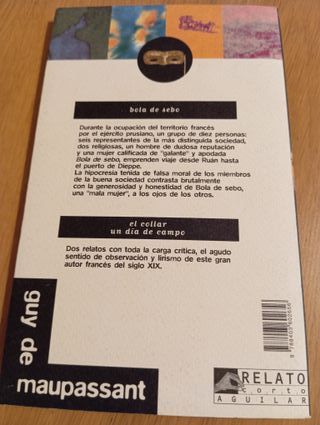 bola de sebo
Durante la ocupación del territorio francés
por el ejército prusiano, un grupo de diez personas:
seis representantes de la más distinguida sociedad,
dos religiosas, un hombre de dudosa reputación
y una mujer calificada de "galante" y apodada
Bola de sebo, emprenden viaje desde Ruán hasta
el puerto de Dieppe.
La hipocresía teñida de falsa moral de los miembros
de la buena sociedad contrasta brutalmente
con la generosidad y honestidad de Bola de sebo,
una "mala mujer", a los ojos de los otros.
el collar
un día de campo
Dos relatos con toda la carga crítica, el agudo
sentido de observación y lirismo de este gran
autor francés del siglo XIX.
guy de
maupassant
RELATO
corto
AGUILAR